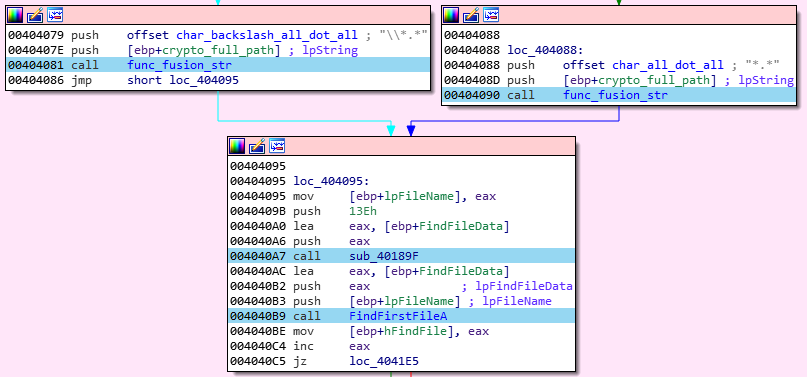 00404079 push offset char_backslash_all_dot_all ; "\\*.*"
0040407E push [ebp+crypto_full_path] ; lpString
00404081 call func_fusion_str
00404086 jmp short loc_404095
00404088
00404088 loc_404088:
00404088 push offset char_all_dot_all ; "*.*"
0040408D push [ebp+crypto_full_path] ; lpString
00404090 call func_fusion_str
00404095
00404095 loc_404095:
00404095 mov [ebp+lpFileName], eax
0040409B push 13Eh
004040A0 lea eax, [ebp+FindFileData]
004040A6 push eax
004040A7 call sub_40189F
004040AC lea eax, [ebp+FindFileData]
004040B2 push eax ; lpFindFileData
004040B3 push [ebp+lpFileName] ; lpFileName
004040B9 call FindFirstFileA
004040BE mov [ebp+hFindFile], eax
004040C4 inc eax
004040C5 jz loc_4041E5